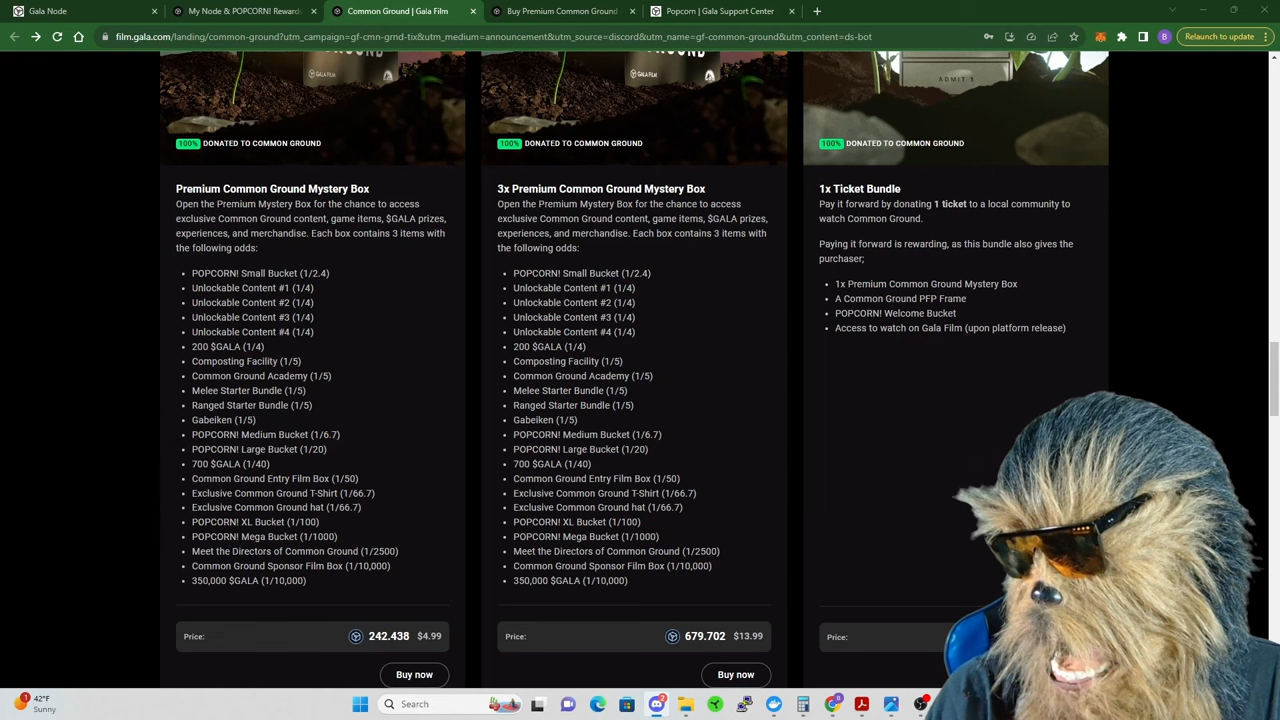 Gala Node
My Node & POPCORN! Rewards
Common Ground | Gala Film
Buy Premium Common Ground
Popcorn | Gala Support Center
film.gala.com/landing/common-ground?utm_campaign=gf-cmn-grnd-tix&utm_medium=announcement&utm_source=discord&utm_name=gf-common-ground&utm_content=ds-bot
B
Relaunch to update
GALA FILM
GALA FILM
ADMIT 1
100% DONATED TO COMMON GROUND
100% DONATED TO COMMON GROUND
100% DONATED TO COMMON GROUND
Premium Common Ground Mystery Box
Open the Premium Mystery Box for the chance to access
exclusive Common Ground content, game items, $GALA prizes,
experiences, and merchandise. Each box contains 3 items with
the following odds:
POPCORN! Small Bucket (1/2.4)
Unlockable Content #1 (1/4)
Unlockable Content #2 (1/4)
Unlockable Content #3 (1/4)
Unlockable Content #4 (1/4)
200 $GALA (1/4)
Composting Facility (1/5)
Common Ground Academy (1/5)
Melee Starter Bundle (1/5)
Ranged Starter Bundle (1/5)
Gabeiken (1/5)
POPCORN! Medium Bucket (1/6.7)
POPCORN! Large Bucket (1/20)
700 $GALA (1/40)
Common Ground Entry Film Box (1/50)
Exclusive Common Ground T-Shirt (1/66.7)
Exclusive Common Ground hat (1/66.7)
POPCORN! XL Bucket (1/100)
POPCORN! Mega Bucket (1/1000)
Meet the Directors of Common Ground (1/2500)
Common Ground Sponsor Film Box (1/10,000)
350,000 $GALA (1/10,000)
Price: 242.438 $4.99
Buy now
3x Premium Common Ground Mystery Box
Open the Premium Mystery Box for the chance to access
exclusive Common Ground content, game items, $GALA prizes,
experiences, and merchandise. Each box contains 3 items with
the following odds:
POPCORN! Small Bucket (1/2.4)
Unlockable Content #1 (1/4)
Unlockable Content #2 (1/4)
Unlockable Content #3 (1/4)
Unlockable Content #4 (1/4)
200 $GALA (1/4)
Composting Facility (1/5)
Common Ground Academy (1/5)
Melee Starter Bundle (1/5)
Ranged Starter Bundle (1/5)
Gabeiken (1/5)
POPCORN! Medium Bucket (1/6.7)
POPCORN! Large Bucket (1/20)
700 $GALA (1/40)
Common Ground Entry Film Box (1/50)
Exclusive Common Ground T-Shirt (1/66.7)
Exclusive Common Ground hat (1/66.7)
POPCORN! XL Bucket (1/100)
POPCORN! Mega Bucket (1/1000)
Meet the Directors of Common Ground (1/2500)
Common Ground Sponsor Film Box (1/10,000)
350,000 $GALA (1/10,000)
Price: 679.702 $13.99
Buy now
1x Ticket Bundle
Pay it forward by donating 1 ticket to a local community to
watch Common Ground.
Paying it forward is rewarding, as this bundle also gives the
purchaser;
1x Premium Common Ground Mystery Box
A Common Ground PFP Frame
POPCORN! Welcome Bucket
Access to watch on Gala Film (upon platform release)
Price:
1
42°F
Sunny
Search
2
B